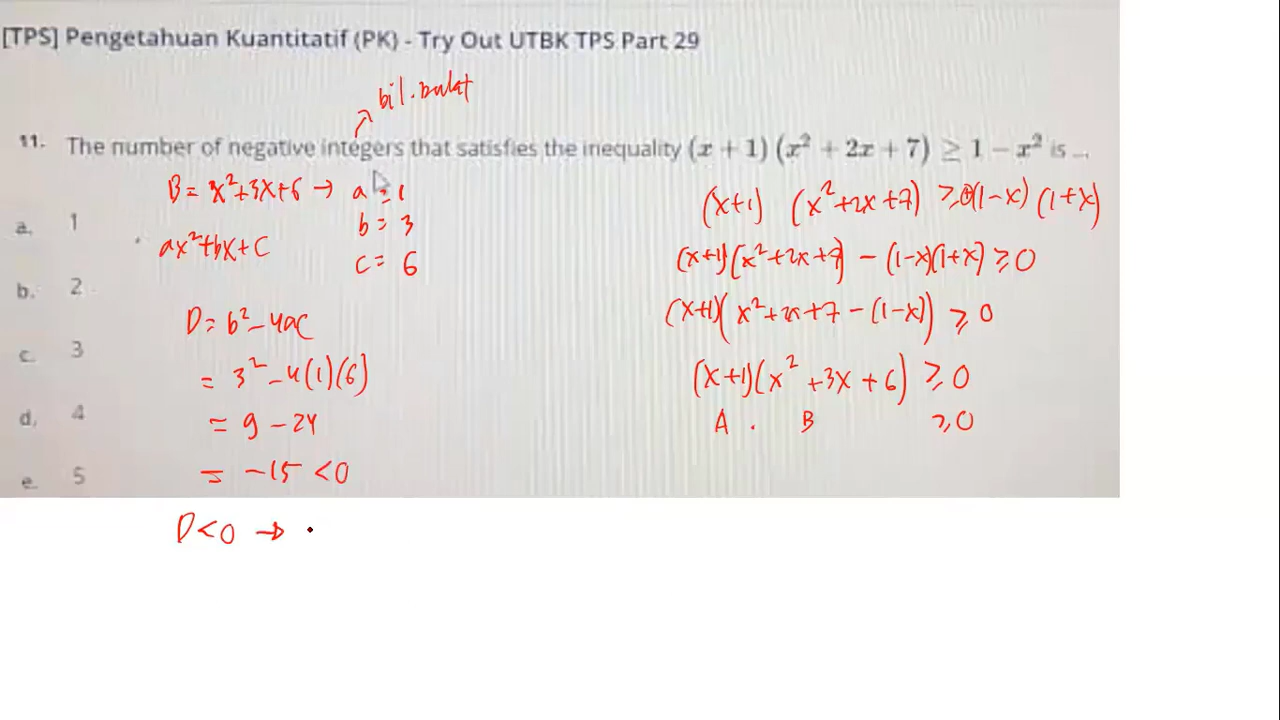 [TPS] Pengetahuan Kuantitatif (PK) - Try Out UTBK TPS Part 29
bil. bulat
11. The number of negative integers that satisfies the inequality (x + 1)(x² + 2x + 7) ≥ 1 − x² is ...
a. 1
b. 2
c. 3
d. 4
e. 5
B = x²+3x+6 → a = 1
b = 3
c = 6
ax²+bx+c
D = b²-4ac
= 3²-4(1)(6)
= 9-24
= -15 <0
D<0 →
(x+1) (x²+2x+7) ≥ (1-x) (1+x)
(x+1)(x²+2x+7) - (1-x)(1+x) ≥ 0
(x+1)(x²+2x+7-(1-x)) ≥ 0
(x+1)(x²+3x+6) ≥ 0
A . B ≥ 0